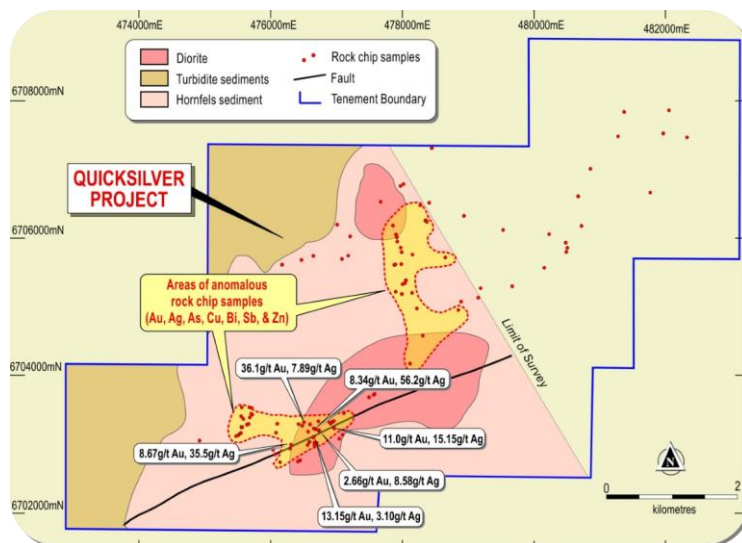 474000mE
476000mE
478000mE
480000mE
482000mE
Diorite
Turbidite sediments
Hornfels sediment
Rock chip samples
Fault
Tenement Boundary
6708000mN
QUICKSILVER
PROJECT
6706000mN
Areas of anomalous
rock chip samples
(Au, Ag, As, Cu, Bi, Sb, & Zn)
Limit of Survey
6704000mN
36.1g/t Au, 7.89g/t Ag
8.34g/t Au, 56.2g/t Ag
11.0g/t Au, 15.15g/t Ag
8.67g/t Au, 35.5g/t Ag
2.66g/t Au, 8.58g/t Ag
13.15g/t Au, 3.10g/t Ag
N
6702000mN
0
2
kilometres